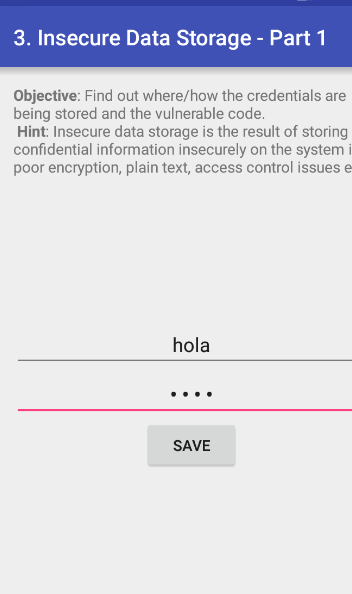 3. Insecure Data Storage - Part 1
Objective: Find out where/how the credentials are
being stored and the vulnerable code.
Hint: Insecure data storage is the result of storing
confidential information insecurely on the system i
poor encryption, plain text, access control issues e
hola
••••
SAVE